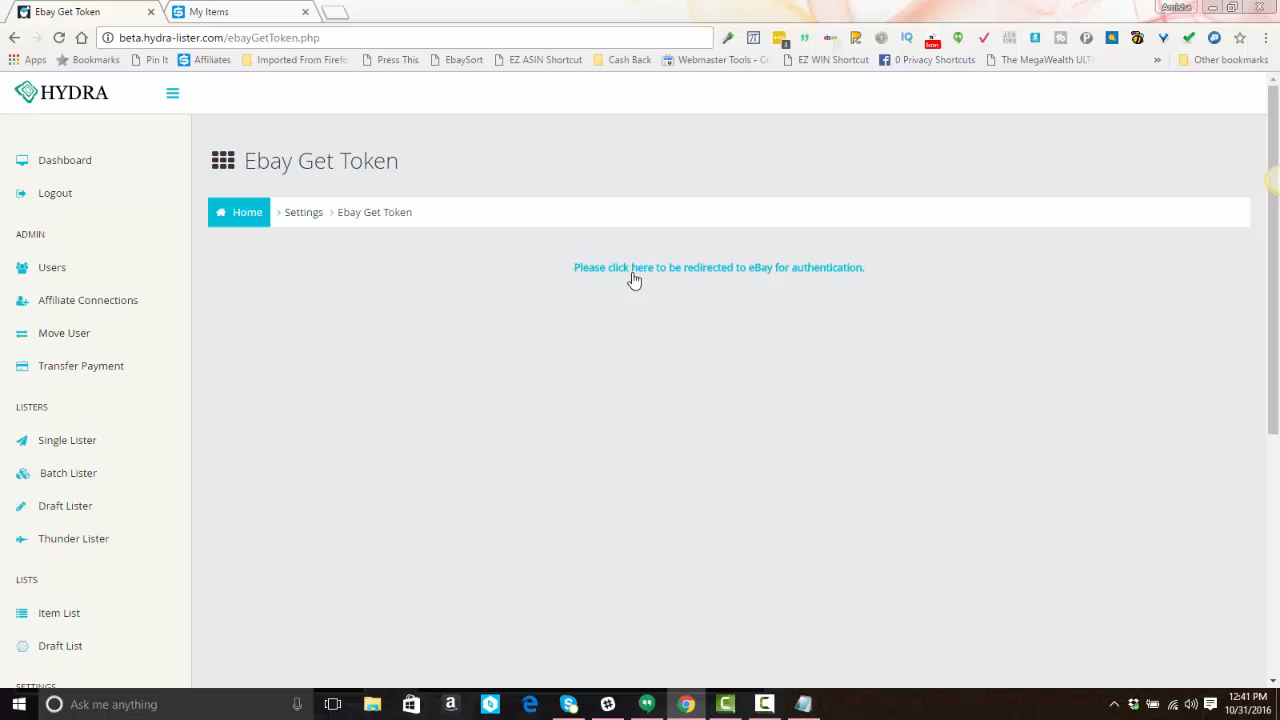 Ebay Get Token
My Items
Amisha
beta.hydra-lister.com/ebayGetToken.php
Apps
Bookmarks
Pin It
Affiliates
Imported From Firefo
Press This
EbaySort
EZ ASIN Shortcut
Cash Back
Webmaster Tools - C
EZ WIN Shortcut
0 Privacy Shortcuts
The MegaWealth ULTI
»
Other bookmarks
HYDRA
Dashboard
Logout
ADMIN
Users
Affiliate Connections
Move User
Transfer Payment
LISTERS
Single Lister
Batch Lister
Draft Lister
Thunder Lister
LISTS
Item List
Draft List
SETTINGS
Ebay Get Token
Home > Settings > Ebay Get Token
Please click here to be redirected to eBay for authentication.
Ask me anything
12:41 PM
10/31/2016